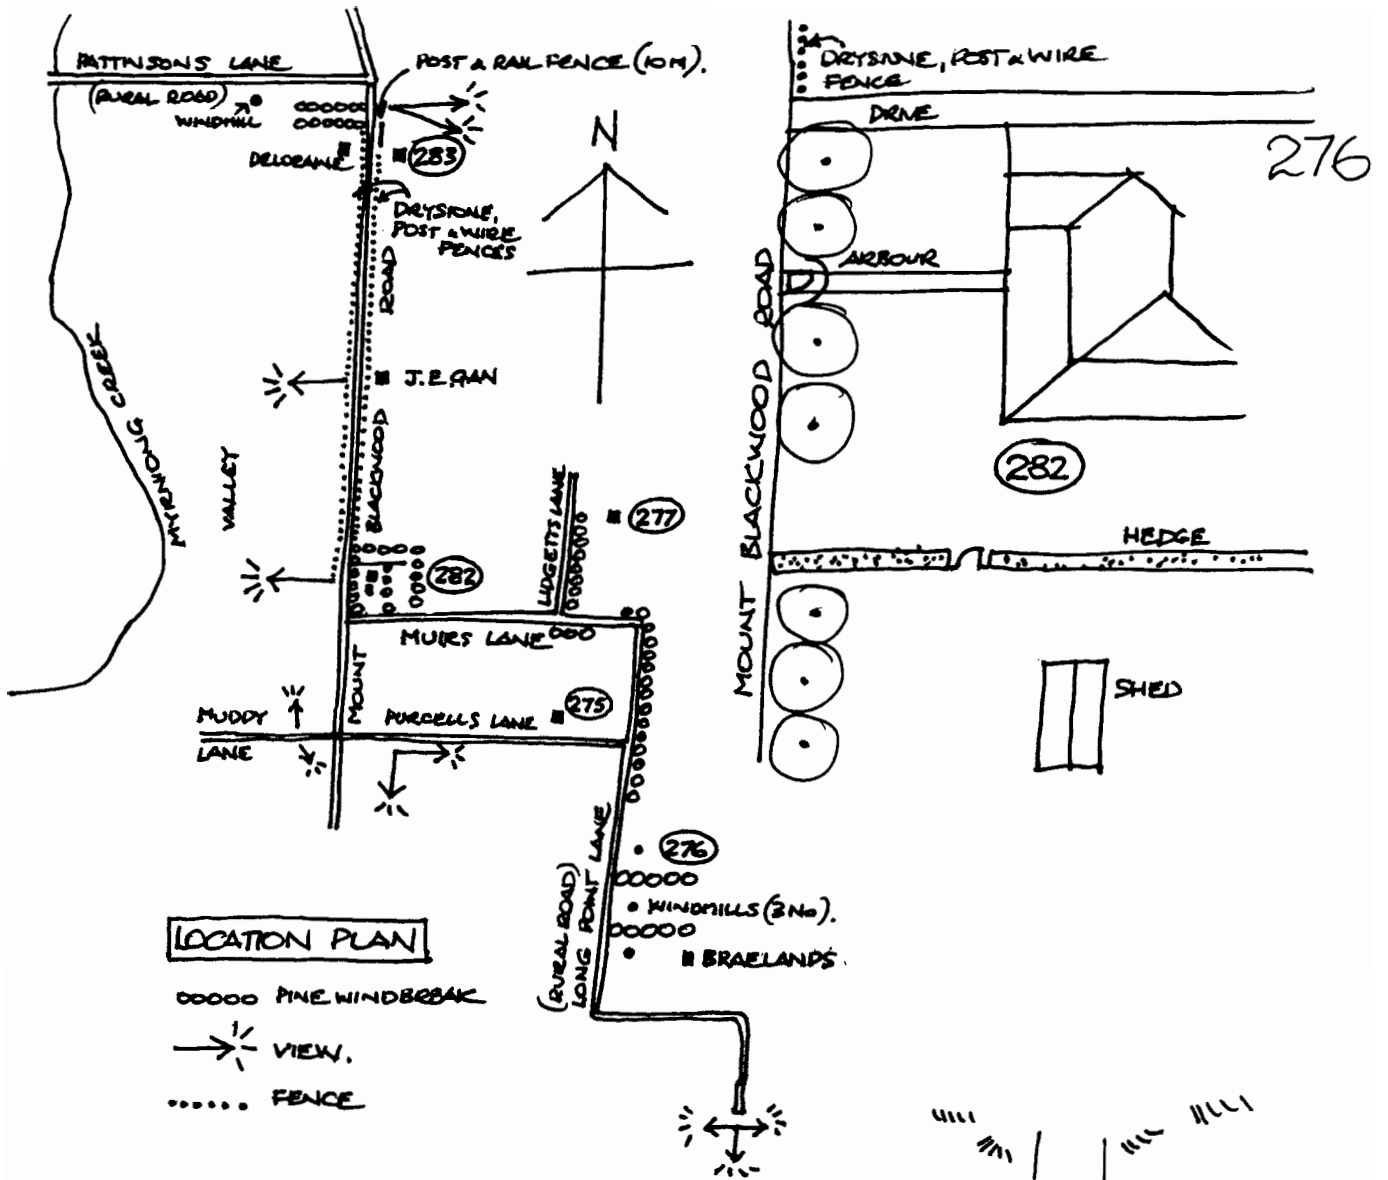 PATTINSONS LANE
(RURAL ROAD)
WINDMILL
DELORAINE
POST & RAIL FENCE (10M).
283
DRYSTONE,
POST & WIRE
FENCES
N
MYRNIONG CREEK
VALLEY
J. EGAN
MOUNT BLACKWOOD ROAD
282
LIDGETTS LANE
277
MUIRS LANE
275
MUDDY
LANE
PURCELLS LANE
276
(RURAL ROAD)
LONG POINT LANE
WINDMILLS (3 No).
BRAELANDS.
LOCATION PLAN
PINE WINDBREAK
VIEW.
FENCE
DRYSTONE, POST & WIRE
FENCE
DRIVE
276
ARBOUR
MOUNT BLACKWOOD ROAD
282
HEDGE
SHED